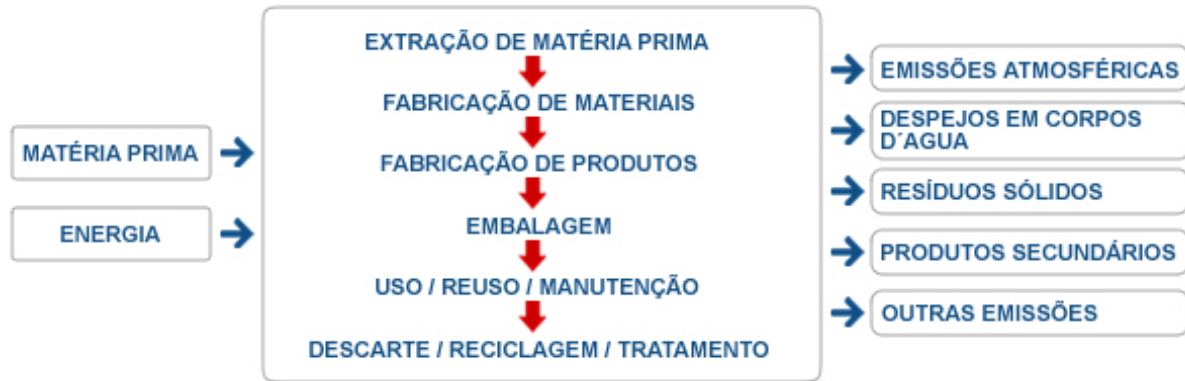 MATÉRIA PRIMA
ENERGIA
EXTRAÇÃO DE MATÉRIA PRIMA
FABRICAÇÃO DE MATERIAIS
FABRICAÇÃO DE PRODUTOS
EMBALAGEM
USO / REUSO / MANUTENÇÃO
DESCARTE / RECICLAGEM / TRATAMENTO
EMISSÕES ATMOSFÉRICAS
DESPEJOS EM CORPOS
D´AGUA
RESÍDUOS SÓLIDOS
PRODUTOS SECUNDÁRIOS
OUTRAS EMISSÕES